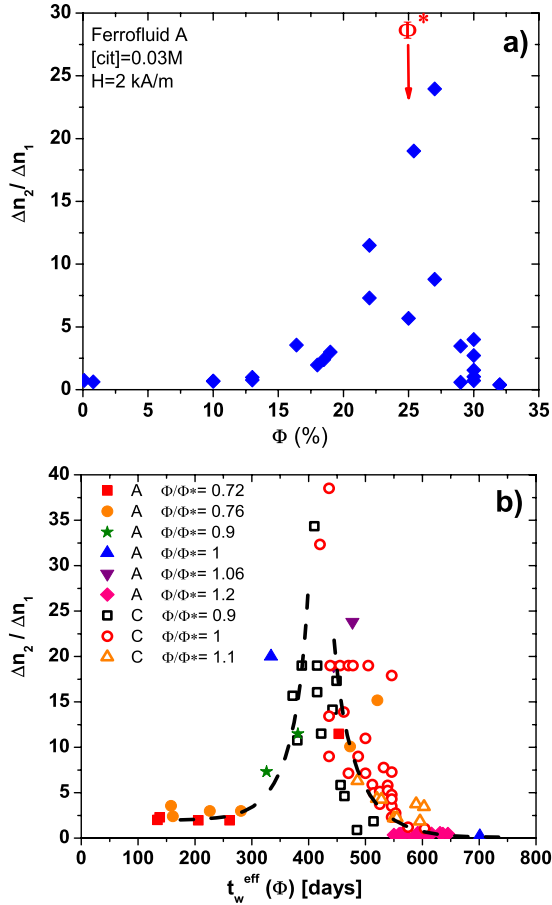 Ferrofluid A
[cit]=0.03M
H=2 kA/m
Φ*
a)
30
25
20
15
10
5
0
Δn₂/ Δn₁
0 5 10 15 20 25 30 35
Φ (%)
b)
A Φ/Φ*= 0.72
A Φ/Φ*= 0.76
A Φ/Φ*= 0.9
A Φ/Φ*= 1
A Φ/Φ*= 1.06
A Φ/Φ*= 1.2
C Φ/Φ*= 0.9
C Φ/Φ*= 1
C Φ/Φ*= 1.1
40
35
30
25
20
15
10
5
0
Δn₂ / Δn₁
0 100 200 300 400 500 600 700 800
t_w^eff (Φ) [days]